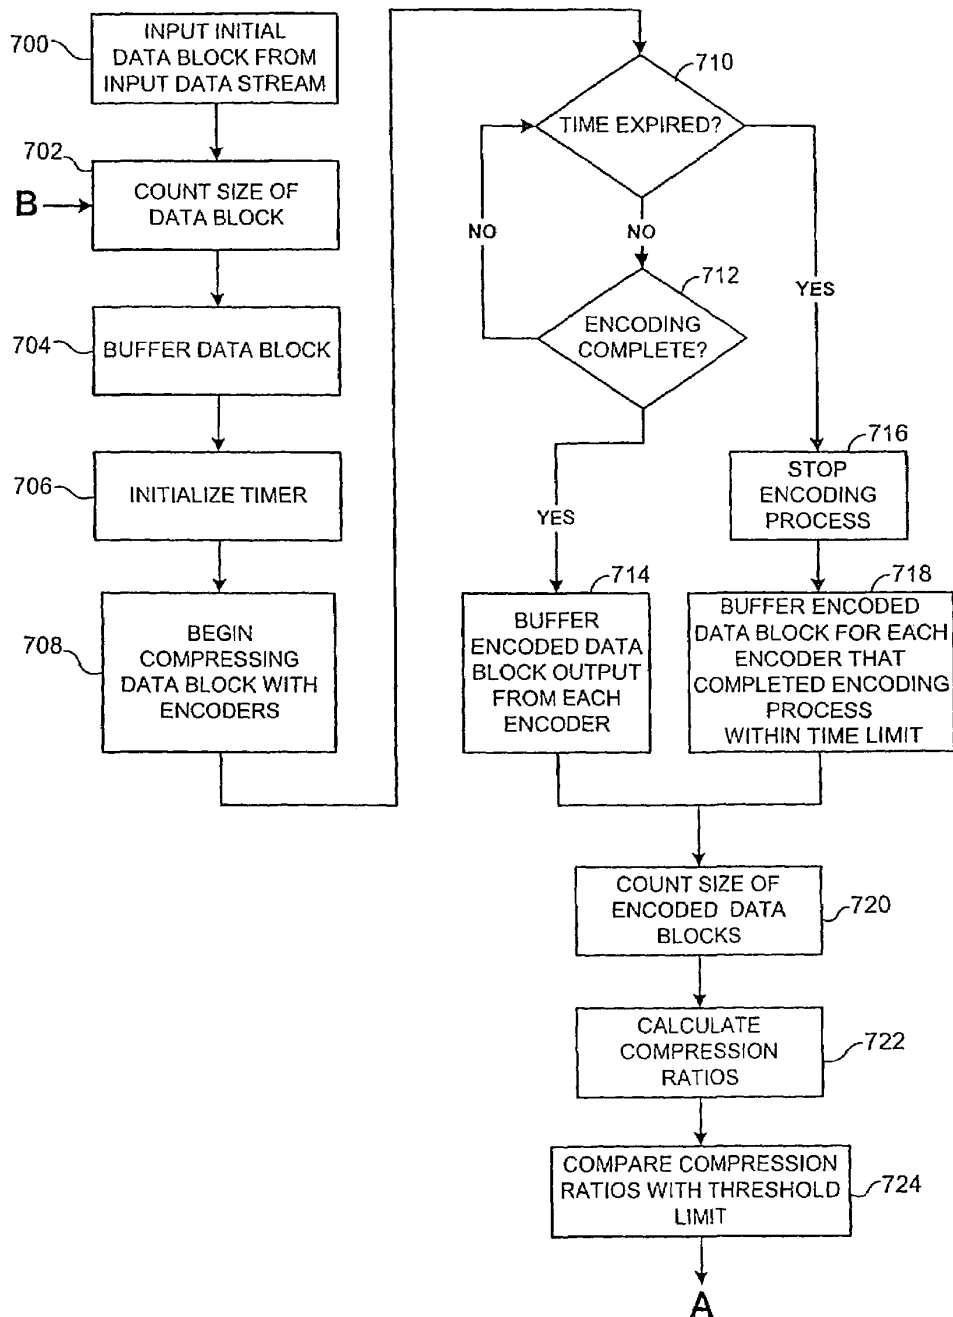 700
INPUT INITIAL
DATA BLOCK FROM
INPUT DATA STREAM
702
B
COUNT SIZE OF
DATA BLOCK
704
BUFFER DATA BLOCK
706
INITIALIZE TIMER
708
BEGIN
COMPRESSING
DATA BLOCK WITH
ENCODERS
710
TIME EXPIRED?
NO
NO
YES
712
ENCODING
COMPLETE?
YES
716
STOP
ENCODING
PROCESS
714
BUFFER
ENCODED DATA
BLOCK OUTPUT
FROM EACH
ENCODER
718
BUFFER ENCODED
DATA BLOCK FOR EACH
ENCODER THAT
COMPLETED ENCODING
PROCESS
WITHIN TIME LIMIT
COUNT SIZE OF
ENCODED DATA
BLOCKS
720
CALCULATE
COMPRESSION
RATIOS
722
COMPARE COMPRESSION
RATIOS WITH THRESHOLD
LIMIT
724
A